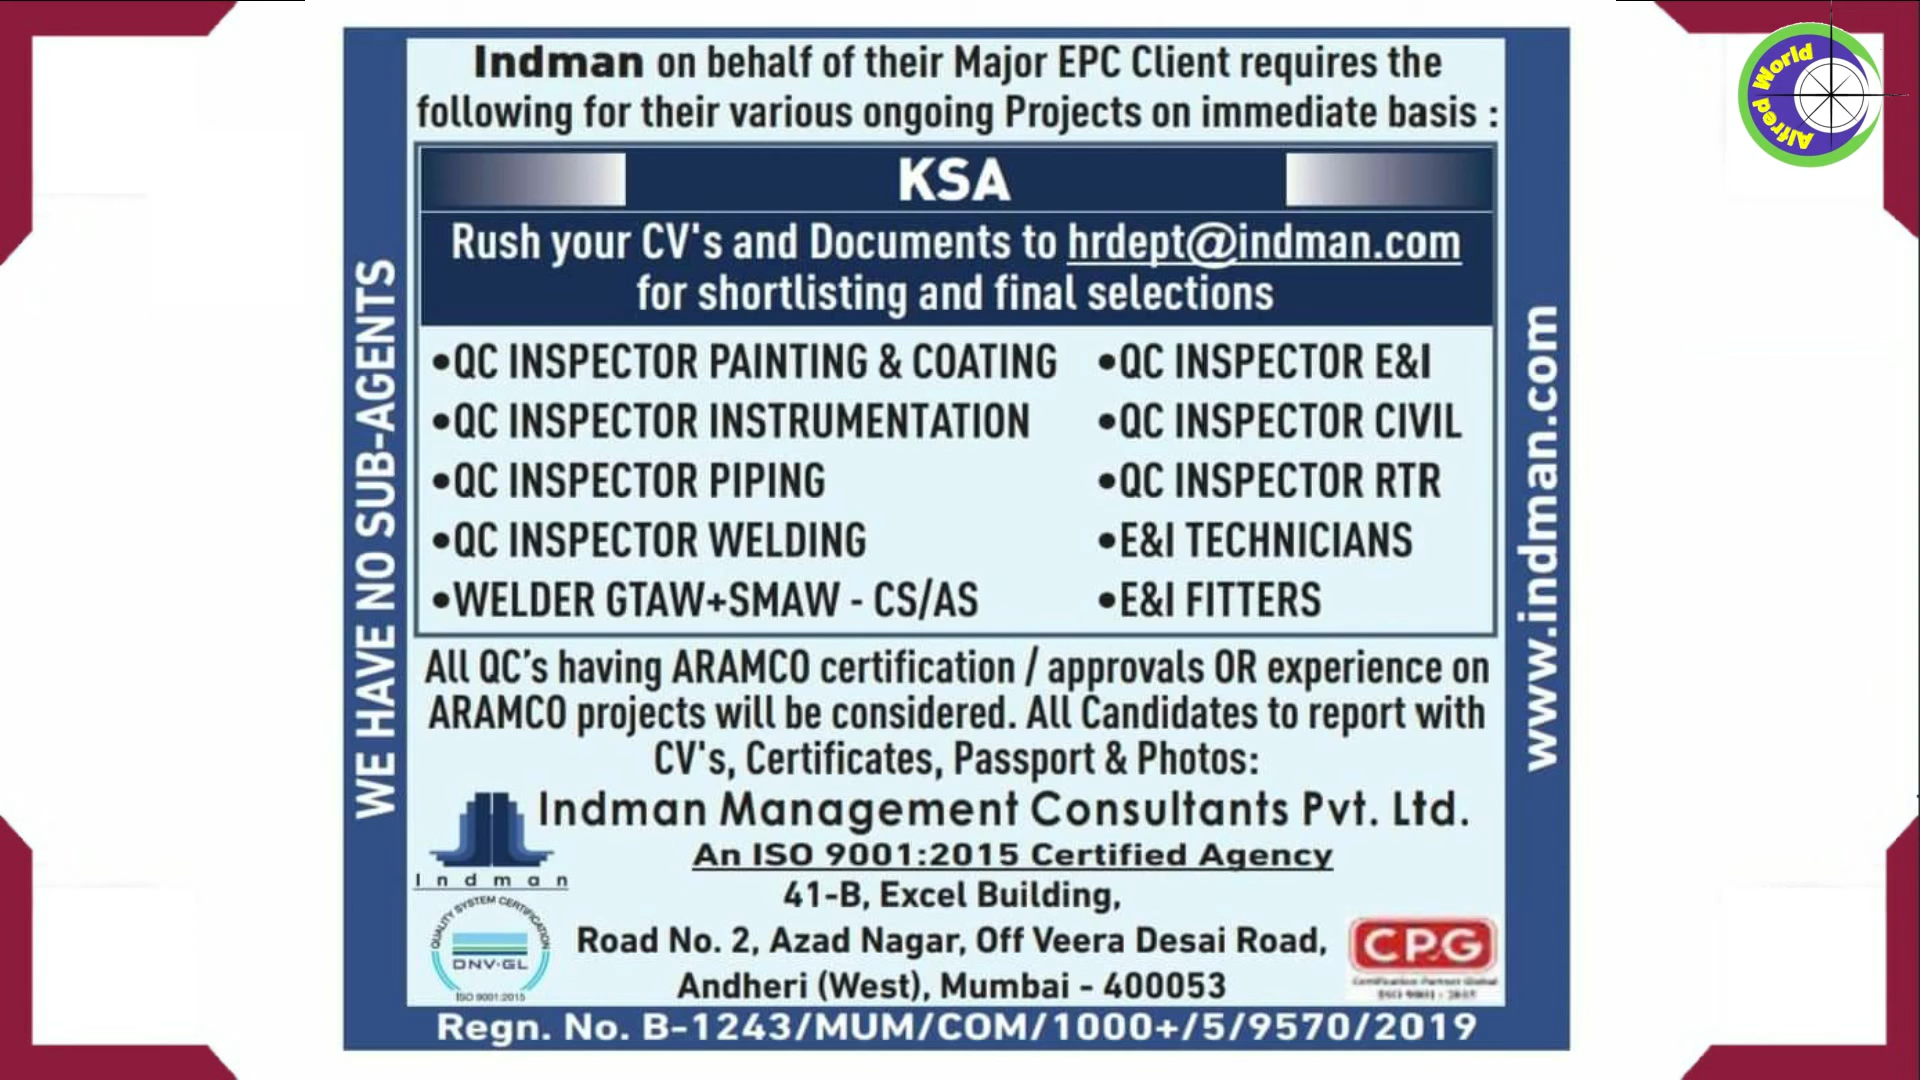 Indman on behalf of their Major EPC Client requires the
following for their various ongoing Projects on immediate basis :
KSA
Rush your CV's and Documents to hrdept@indman.com
for shortlisting and final selections
•QC INSPECTOR PAINTING & COATING
•QC INSPECTOR INSTRUMENTATION
•QC INSPECTOR PIPING
•QC INSPECTOR WELDING
•WELDER GTAW+SMAW - CS/AS
•QC INSPECTOR E&I
•QC INSPECTOR CIVIL
•QC INSPECTOR RTR
•E&I TECHNICIANS
•E&I FITTERS
All QC's having ARAMCO certification / approvals OR experience on
ARAMCO projects will be considered. All Candidates to report with
CV's, Certificates, Passport & Photos:
Indman Management Consultants Pvt. Ltd.
An ISO 9001:2015 Certified Agency
41-B, Excel Building,
Road No. 2, Azad Nagar, Off Veera Desai Road,
Andheri (West), Mumbai - 400053
Regn. No. B-1243/MUM/COM/1000+/5/9570/2019
WE HAVE NO SUB-AGENTS
www.indman.com
Indman
QUALITY SYSTEM CERTIFICATION
DNV·GL
ISO 9001:2015
CPG
Certification Partner Global
ISO 9001 : 2015
Alfred World